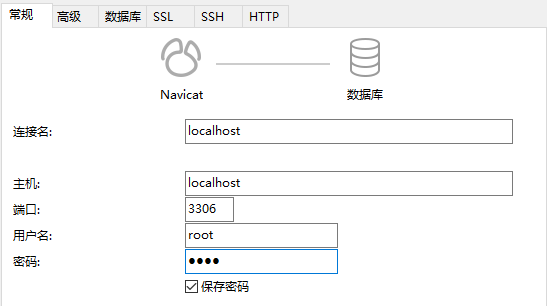 常规 高级 数据库 SSL SSH HTTP
Navicat 数据库
连接名: localhost
主机: localhost
端口: 3306
用户名: root
密码: ●●●●
保存密码